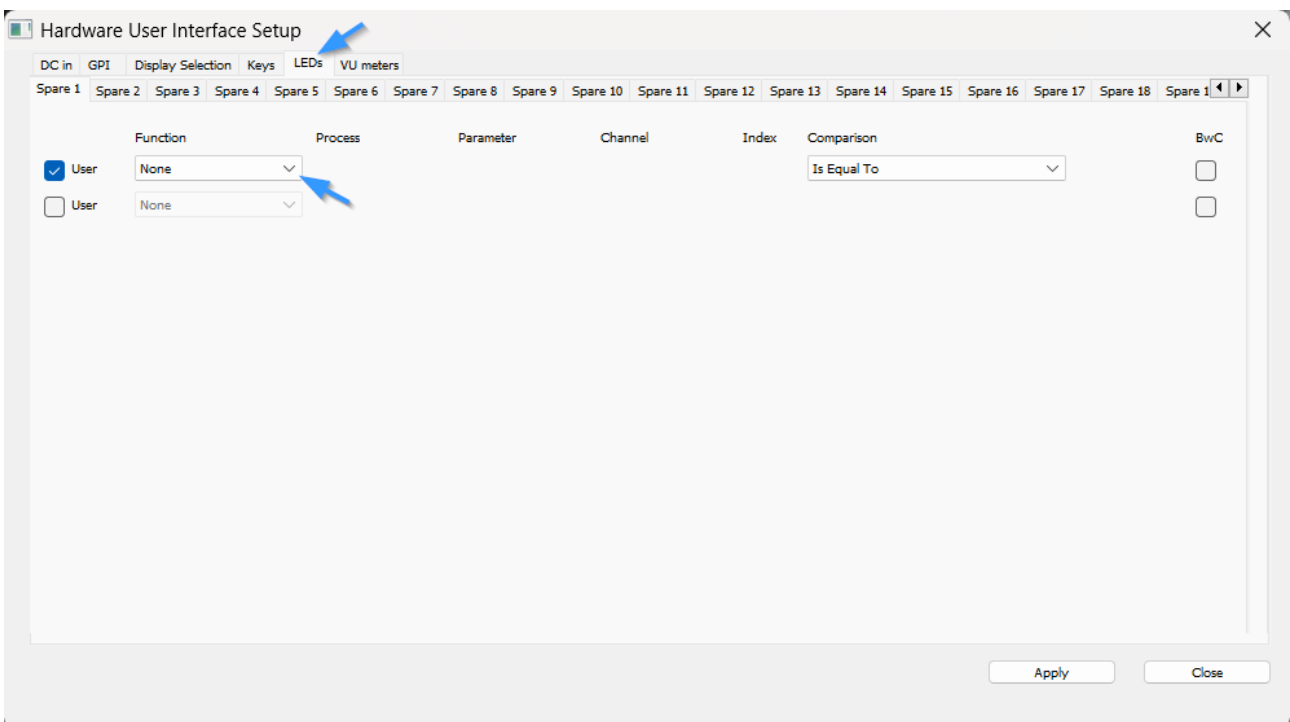 Hardware User Interface Setup
DC in GPI Display Selection Keys LEDs VU meters
Spare 1 Spare 2 Spare 3 Spare 4 Spare 5 Spare 6 Spare 7 Spare 8 Spare 9 Spare 10 Spare 11 Spare 12 Spare 13 Spare 14 Spare 15 Spare 16 Spare 17 Spare 18 Spare 1
Function Process Parameter Channel Index Comparison BwC
User None Is Equal To
User None
Apply Close